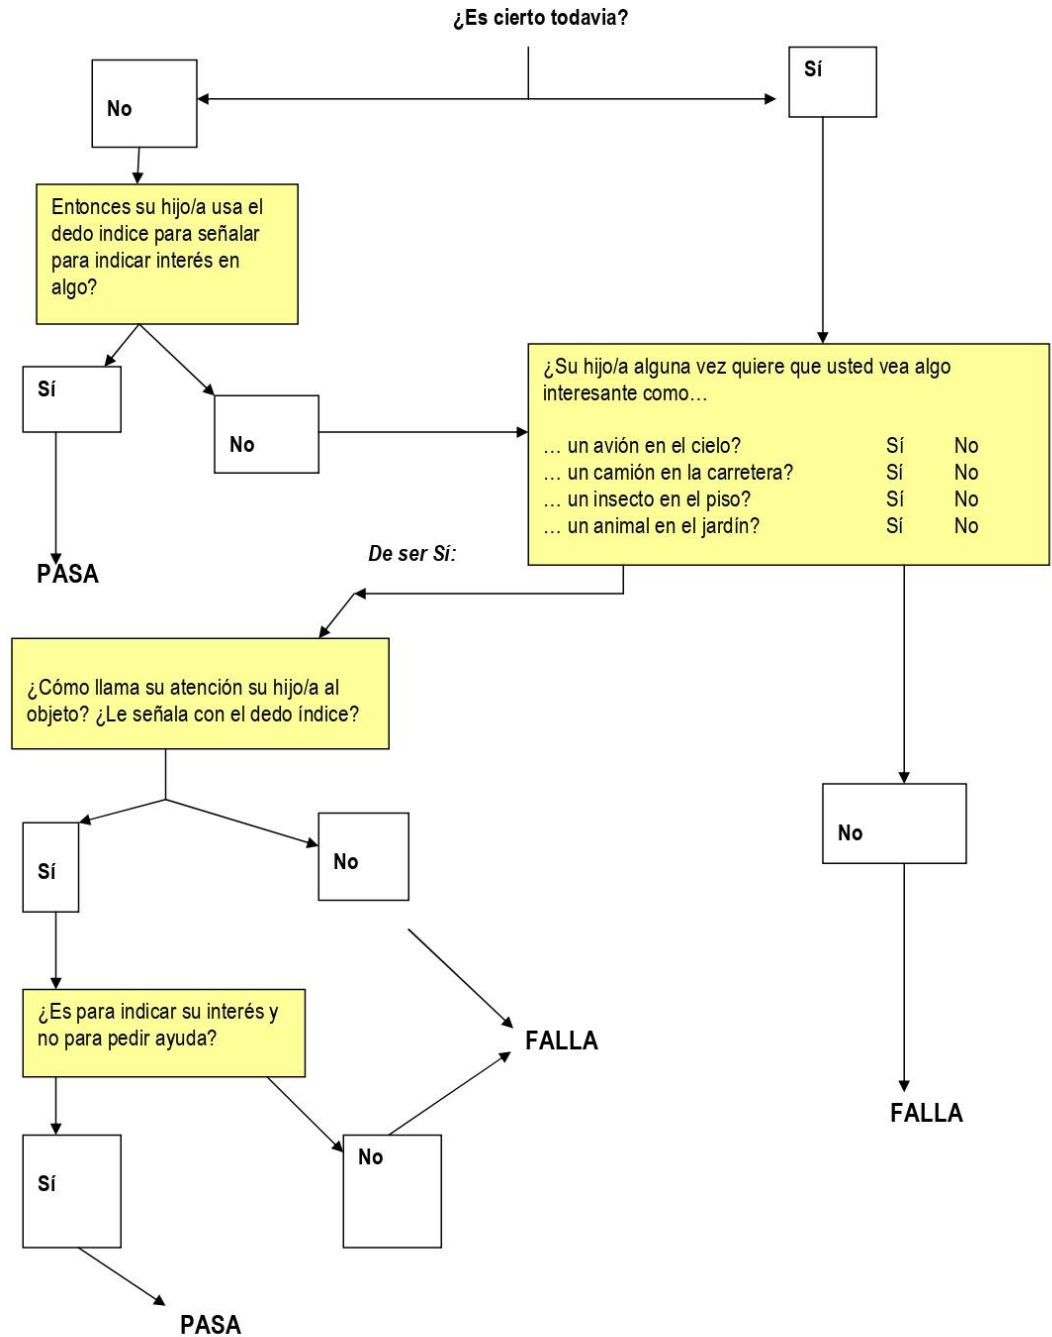 ¿Es cierto todavia?
Sí
No
Entonces su hijo/a usa el
dedo indice para señalar
para indicar interés en
algo?
Sí
No
¿Su hijo/a alguna vez quiere que usted vea algo
interesante como…
… un avión en el cielo? Sí No
… un camión en la carretera? Sí No
… un insecto en el piso? Sí No
… un animal en el jardín? Sí No
PASA
De ser Sí:
¿Cómo llama su atención su hijo/a al
objeto? ¿Le señala con el dedo índice?
Sí
No
No
¿Es para indicar su interés y
no para pedir ayuda?
FALLA
FALLA
Sí
No
PASA